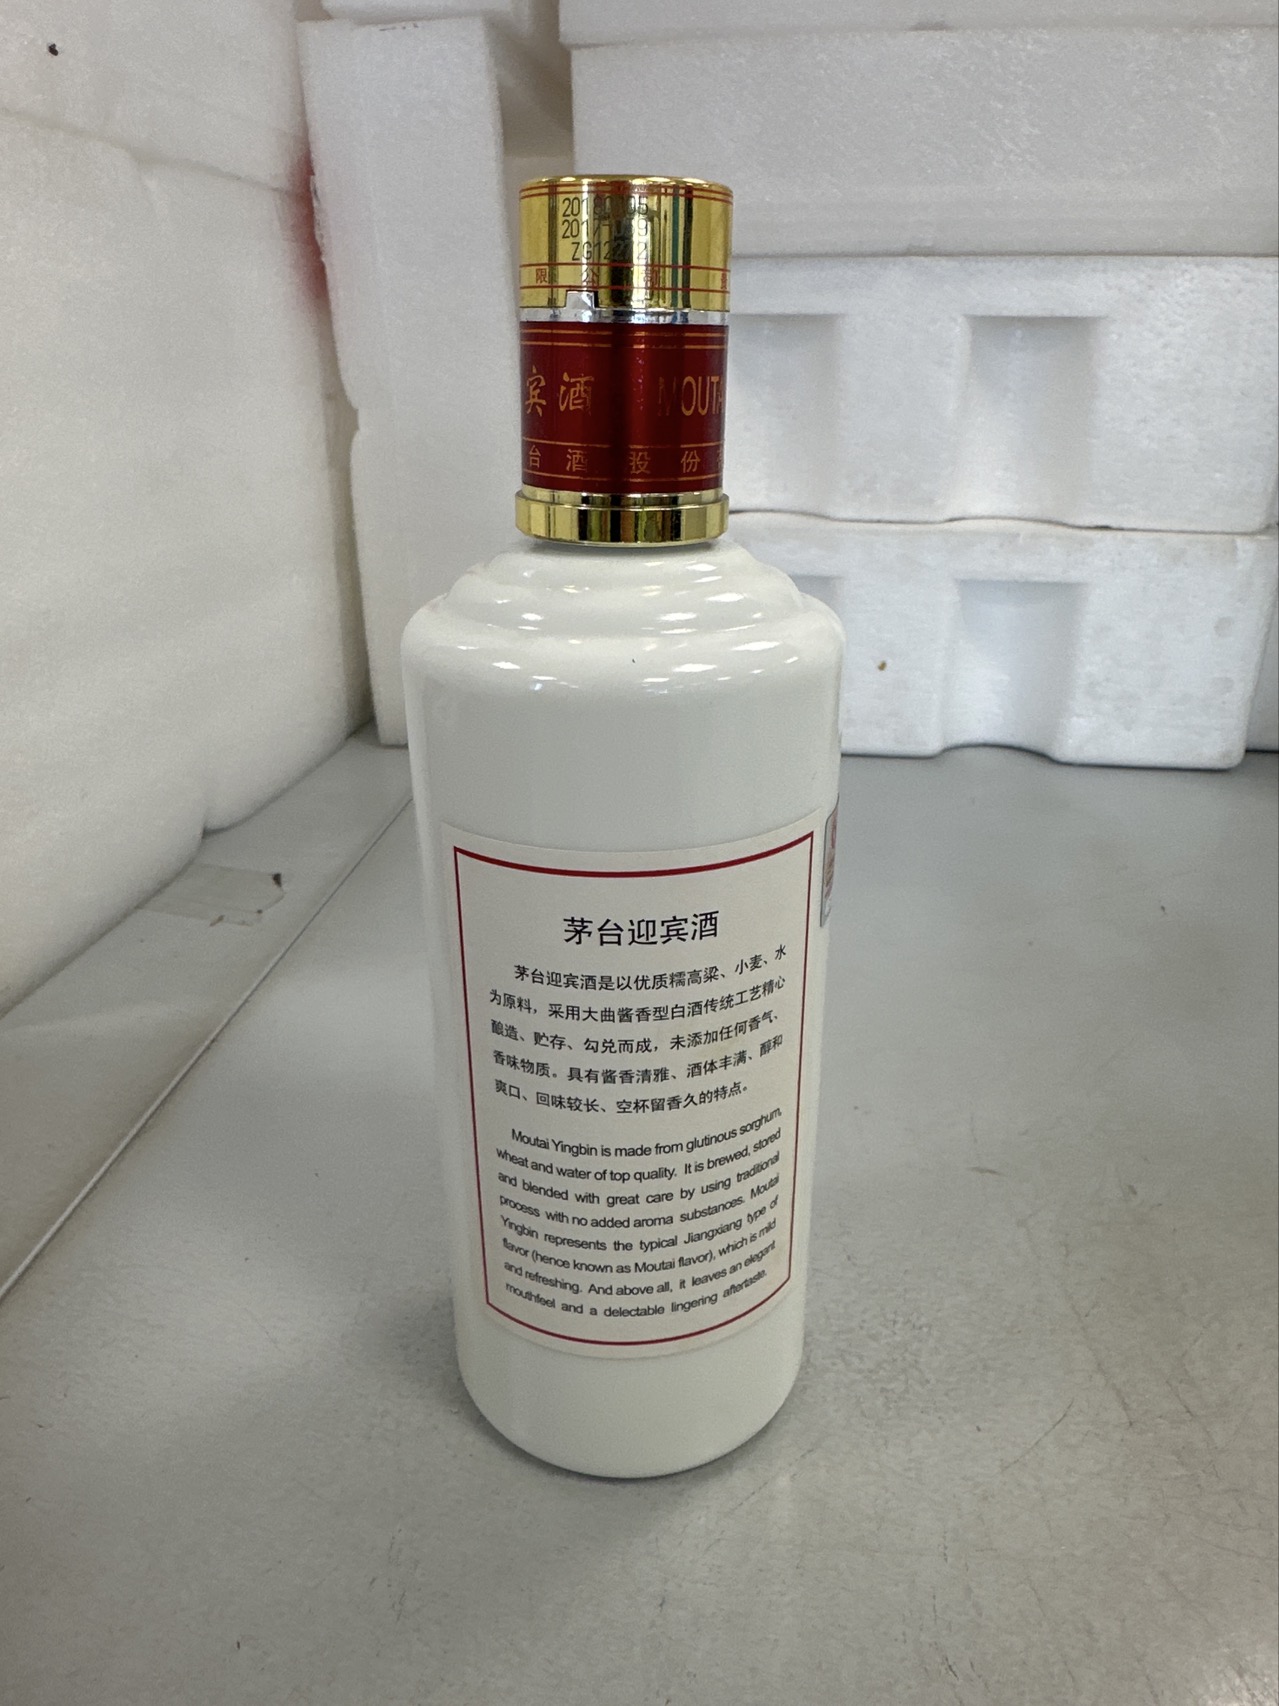 ZG12272
限 公 司 贵
宾酒 MOUTA
台 酒 股 份
茅台迎宾酒
茅台迎宾酒是以优质糯高粱、小麦、水
为原料，采用大曲酱香型白酒传统工艺精心
酿造、贮存、勾兑而成，未添加任何香气、
香味物质。具有酱香清雅、酒体丰满、醇和
爽口、回味较长、空杯留香久的特点。
Moutai Yingbin is made from glutinous sorghum,
wheat and water of top quality. It is brewed, stored
and blended with great care by using traditional
process with no added aroma substances. Moutai
Yingbin represents the typical Jiangxiang type of
flavor (hence known as Moutai flavor), which is mild
and refreshing. And above all, it leaves an elegant
mouthfeel and a delectable lingering aftertaste.